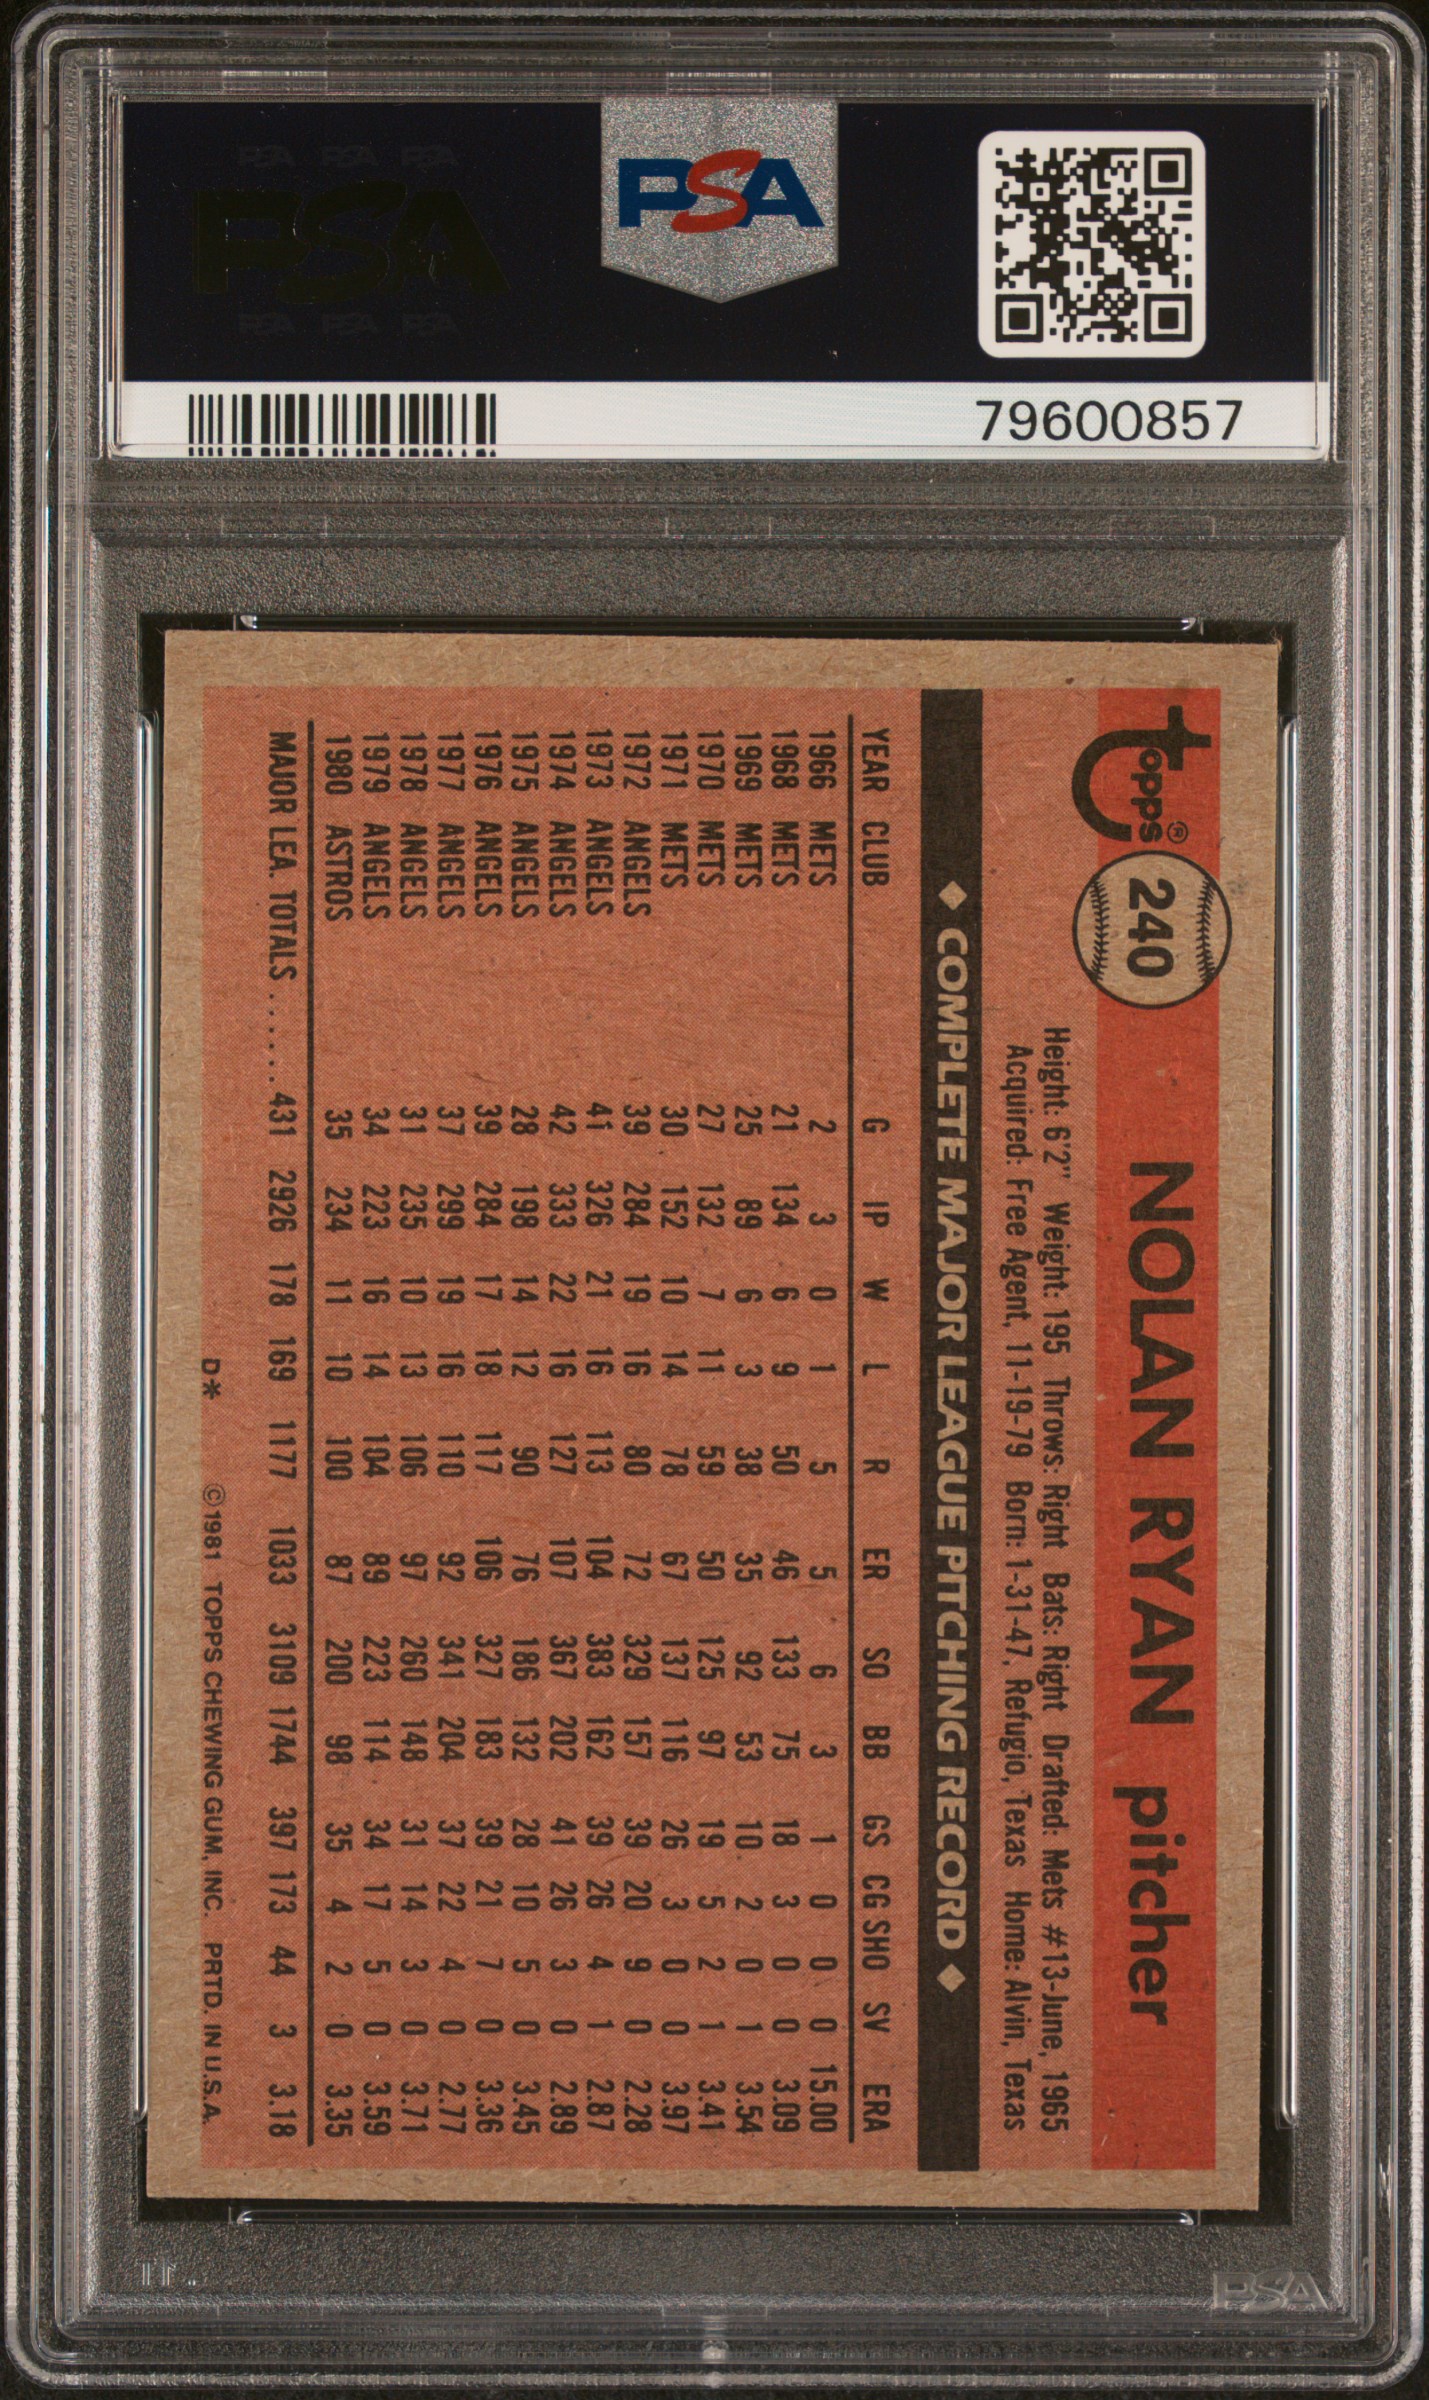 PSA PSA PSA
PSA
PSA PSA PSA
PSA
79600857
Topps®
240 NOLAN RYAN pitcher
Height: 6'2" Weight: 195 Throws: Right Bats: Right Drafted: Mets #13-June, 1965
Acquired: Free Agent, 11-19-79 Born: 1-31-47, Refugio, Texas Home: Alvin, Texas
◆ COMPLETE MAJOR LEAGUE PITCHING RECORD ◆
YEAR CLUB G IP W L R ER SO BB GS CG SHO SV ERA
1966 METS 2 3 0 1 5 5 6 3 1 0 0 0 15.00
1968 METS 21 134 6 9 50 46 133 75 18 3 0 0 3.09
1969 METS 25 89 6 3 38 35 92 53 10 2 0 1 3.54
1970 METS 27 132 7 11 59 50 125 97 19 5 2 1 3.41
1971 METS 30 152 10 14 78 67 137 116 26 3 0 0 3.97
1972 ANGELS 39 284 19 16 80 72 329 157 39 20 9 0 2.28
1973 ANGELS 41 326 21 16 113 104 383 162 39 26 4 1 2.87
1974 ANGELS 42 333 22 16 127 107 367 202 41 26 3 0 2.89
1975 ANGELS 28 198 14 12 90 76 186 132 28 10 5 0 3.45
1976 ANGELS 39 284 17 18 117 106 327 183 39 21 7 0 3.36
1977 ANGELS 37 299 19 16 110 92 341 204 37 22 4 0 2.77
1978 ANGELS 31 235 10 13 106 97 260 148 31 14 3 0 3.71
1979 ANGELS 34 223 16 14 104 89 223 114 34 17 5 0 3.59
1980 ASTROS 35 234 11 10 100 87 200 98 35 4 2 0 3.35
MAJOR LEA. TOTALS ...... 431 2926 178 169 1177 1033 3109 1744 397 173 44 3 3.18
D* ©1981 TOPPS CHEWING GUM, INC. PRTD. IN U.S.A.
PSA